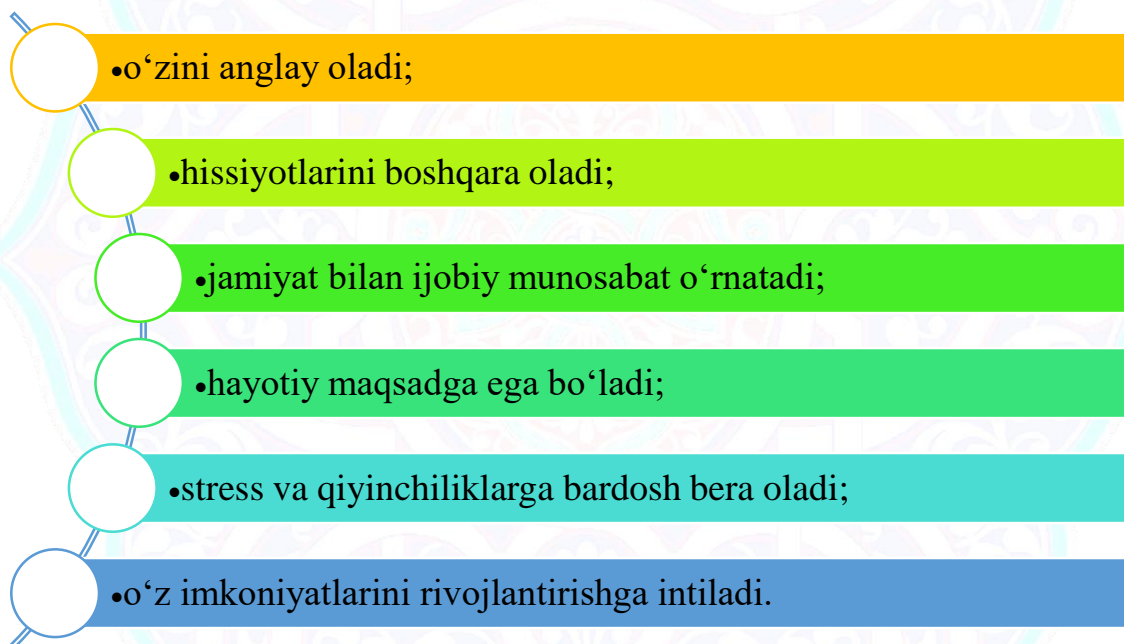 •o‘zini anglay oladi;
•hissiyotlarini boshqara oladi;
•jamiyat bilan ijobiy munosabat o‘rnatadi;
•hayotiy maqsadga ega bo‘ladi;
•stress va qiyinchiliklarga bardosh bera oladi;
•o‘z imkoniyatlarini rivojlantirishga intiladi.